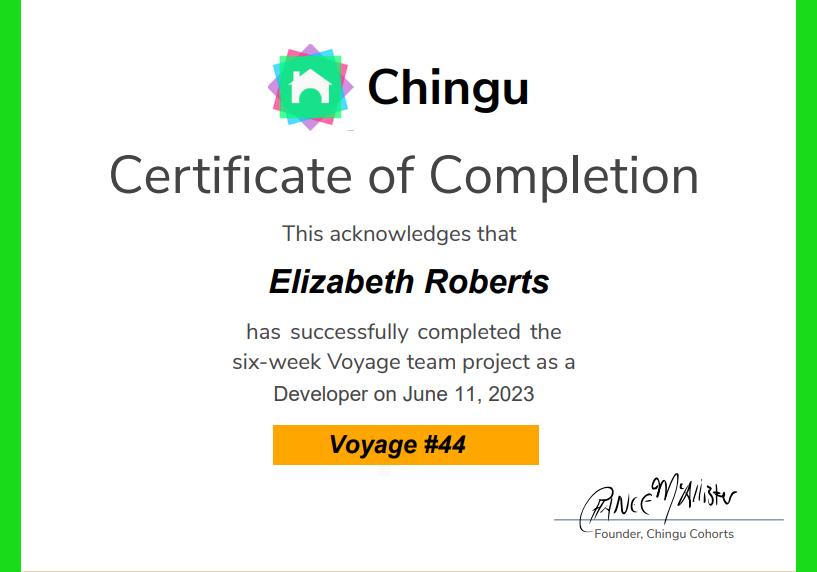 Chingu
Certificate of Completion
This acknowledges that
Elizabeth Roberts
has successfully completed the
six-week Voyage team project as a
Developer on June 11, 2023
Voyage #44
Chance McAllister
Founder, Chingu Cohorts